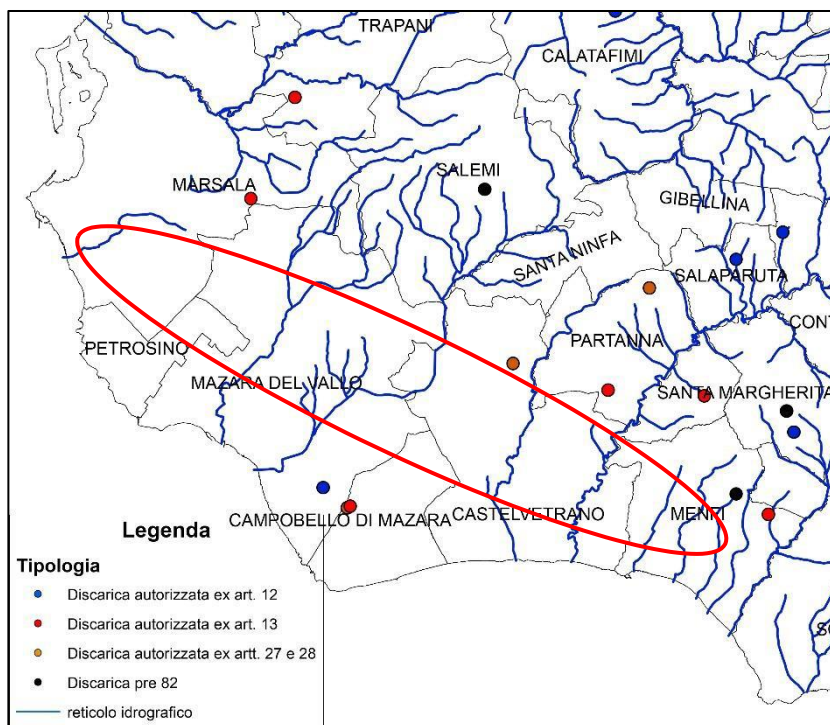 TRAPANI
CALATAFIMI
MARSALA
SALEMI
GIBELLINA
SANTA NINFA
SALAPARUTA
CONT
PETROSINO
PARTANNA
MAZARA DEL VALLO
SANTA MARGHERITA
CAMPOBELLO DI MAZARA
CASTELVETRANO
MENFI
Legenda
Tipologia
Discarica autorizzata ex art. 12
Discarica autorizzata ex art. 13
Discarica autorizzata ex artt. 27 e 28
Discarica pre 82
reticolo idrografico